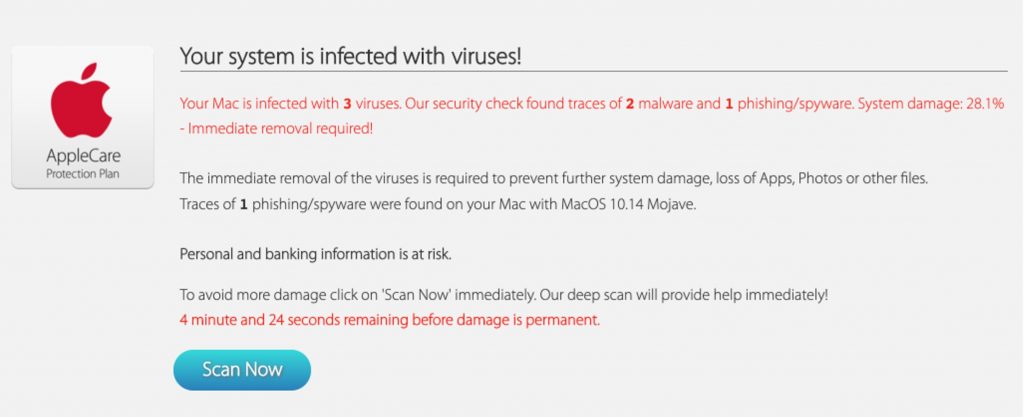 Your system is infected with viruses!
AppleCare
Protection Plan
Your Mac is infected with 3 viruses. Our security check found traces of 2 malware and 1 phishing/spyware. System damage: 28.1%
- Immediate removal required!
The immediate removal of the viruses is required to prevent further system damage, loss of Apps, Photos or other files.
Traces of 1 phishing/spyware were found on your Mac with MacOS 10.14 Mojave.
Personal and banking information is at risk.
To avoid more damage click on 'Scan Now' immediately. Our deep scan will provide help immediately!
4 minute and 24 seconds remaining before damage is permanent.
Scan Now